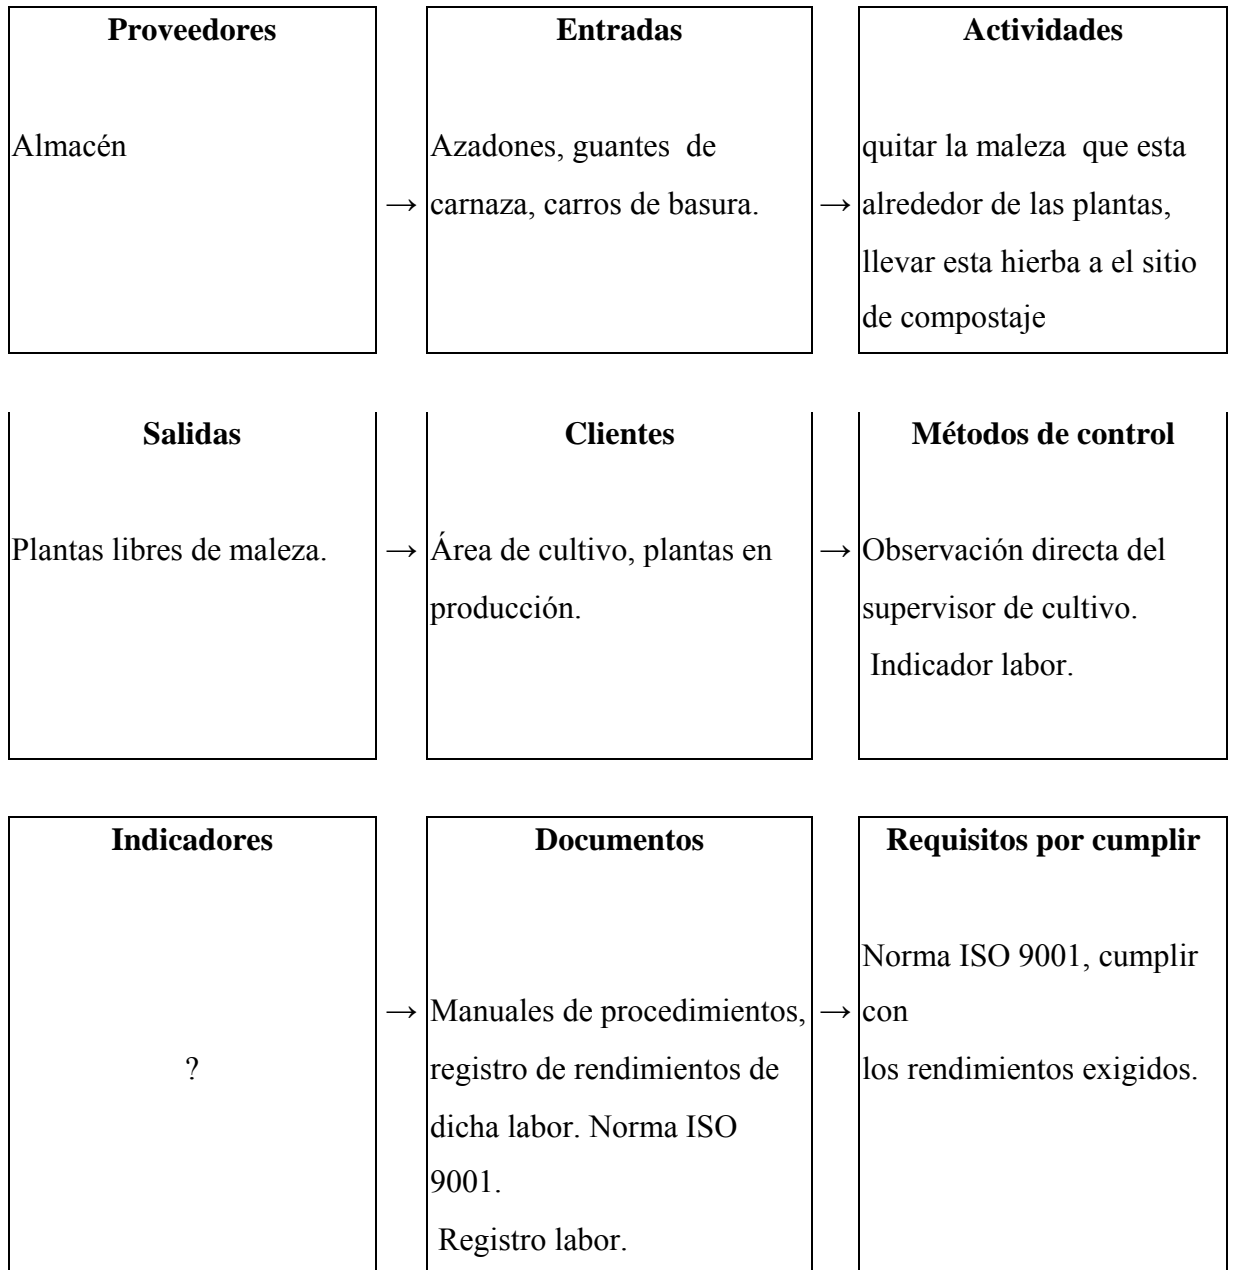 Proveedores
Almacén
→
Entradas
Azadones, guantes de
carnaza, carros de basura.
→
Actividades
quitar la maleza que esta
alrededor de las plantas,
llevar esta hierba a el sitio
de compostaje
Salidas
Plantas libres de maleza.
→
Clientes
Área de cultivo, plantas en
producción.
→
Métodos de control
Observación directa del
supervisor de cultivo.
Indicador labor.
Indicadores
?
→
Documentos
Manuales de procedimientos,
registro de rendimientos de
dicha labor. Norma ISO
9001.
Registro labor.
→
Requisitos por cumplir
Norma ISO 9001, cumplir
con
los rendimientos exigidos.